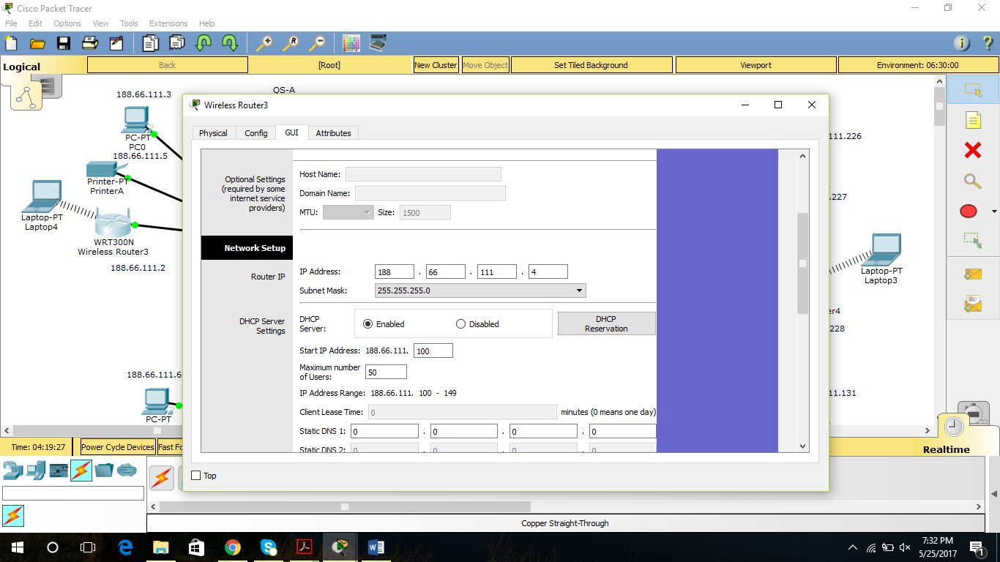 Cisco Packet Tracer
File Edit Options View Tools Extensions Help
Logical
Back
[Root]
New Cluster
Move Object
Set Tiled Background
Viewport
Environment: 06:30:00
188.66.111.3
QS-A
PC-PT
PC0
188.66.111.5
Printer-PT
PrinterA
Laptop-PT
Laptop4
WRT300N
Wireless Router3
188.66.111.2
188.66.111.6
PC-PT
Wireless Router3
Physical Config GUI Attributes
Optional Settings
(required by some
internet service
providers)
Host Name:
Domain Name:
MTU: Size: 1500
Network Setup
Router IP
IP Address: 188 . 66 . 111 . 4
Subnet Mask: 255.255.255.0
DHCP Server
Settings
DHCP
Server:
Enabled
Disabled
DHCP
Reservation
Start IP Address: 188.66.111. 100
Maximum number
of Users:
50
IP Address Range: 188.66.111. 100 - 149
Client Lease Time: 0 minutes (0 means one day)
Static DNS 1: 0 . 0 . 0 . 0
Static DNS 2: 0 . 0 . 0 . 0
Top
111.226
.227
Laptop-PT
Laptop3
er4
228
11.131
Time: 04:19:27
Power Cycle Devices
Fast Fo
Realtime
Copper Straight-Through
7:32 PM
5/25/2017
1